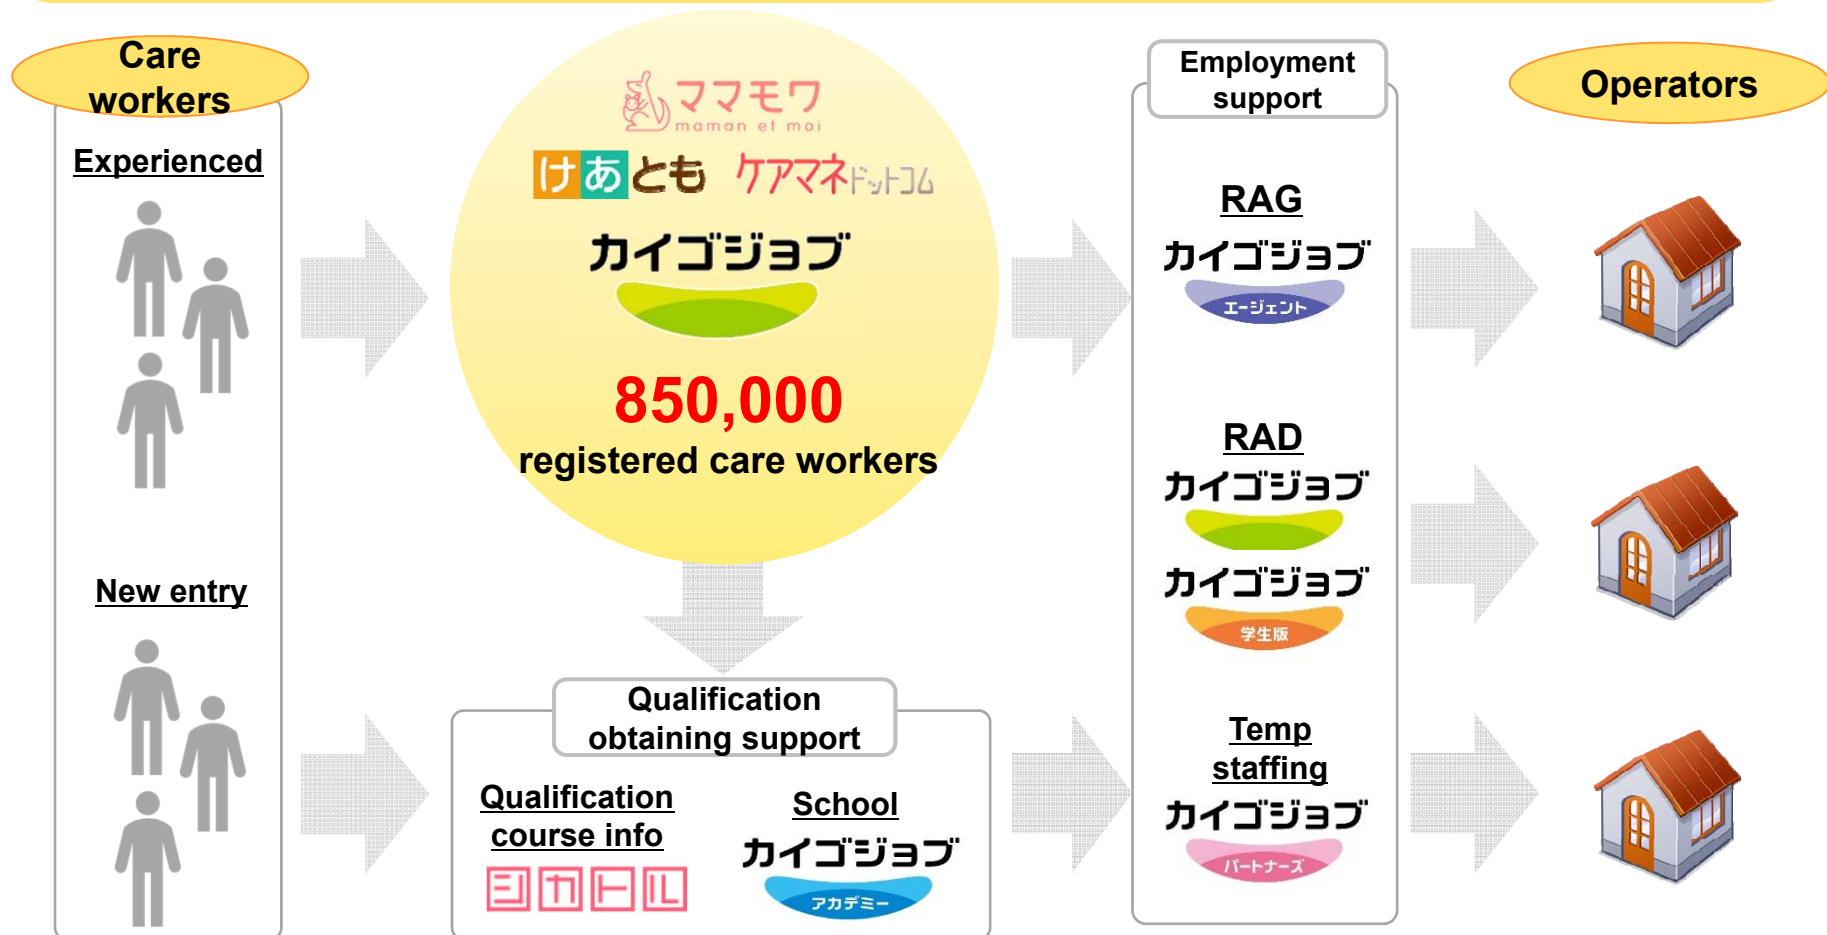 Care
workers
Experienced
New entry
ママモワ
maman et moi
けあとも
ケアマネドットコム
カイゴジョブ
850,000
registered care workers
Qualification
obtaining support
Qualification
course info
シカトル
School
カイゴジョブ
アカデミー
Employment
support
RAG
カイゴジョブ
エージェント
RAD
カイゴジョブ
カイゴジョブ
学生版
Temp
staffing
カイゴジョブ
パートナーズ
Operators